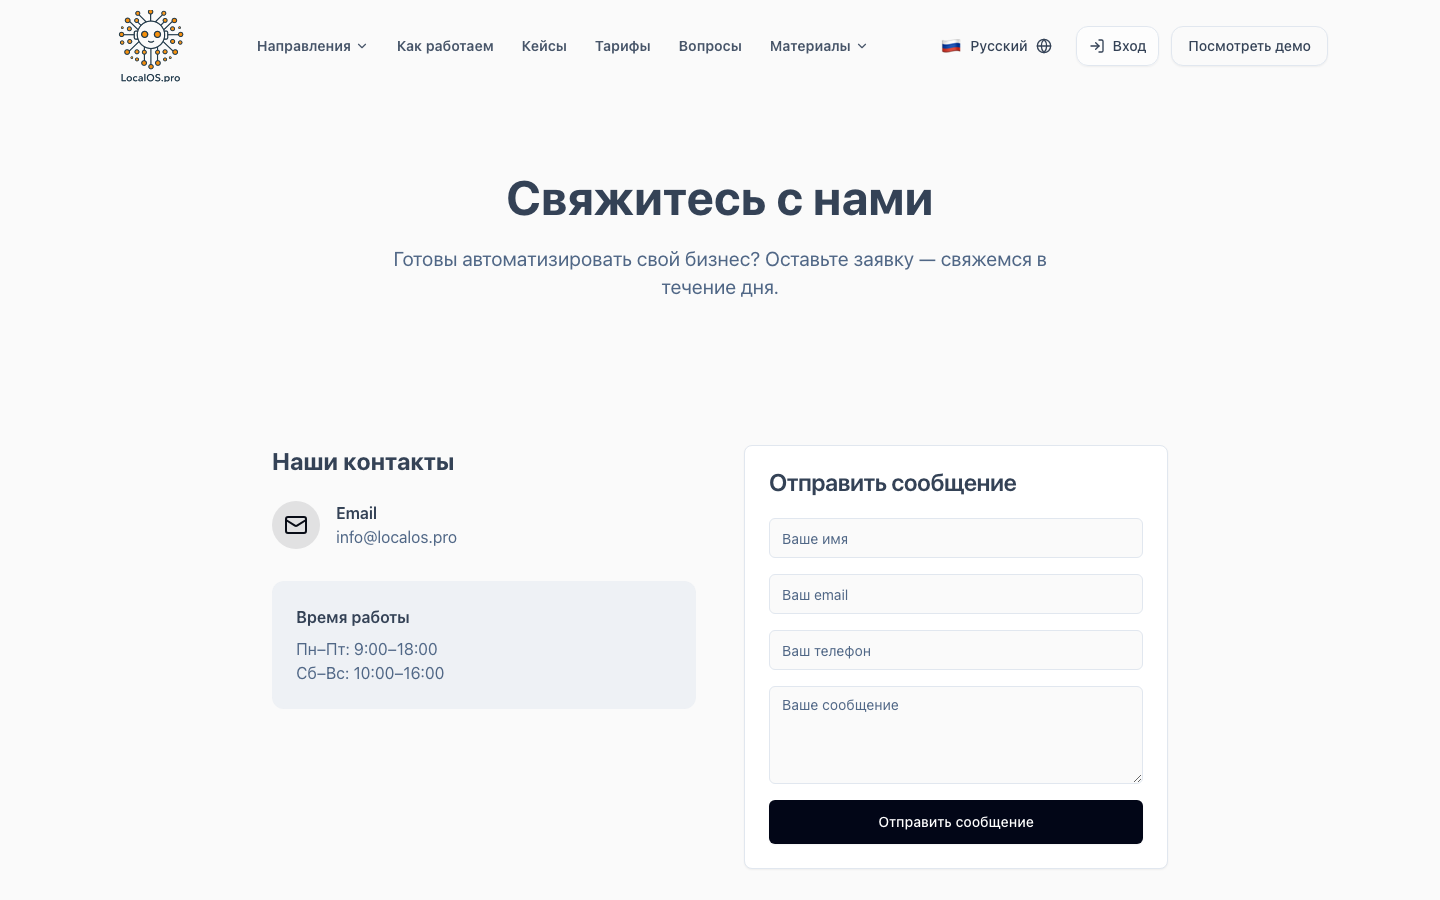 LocalOS.pro
Направления
Как работаем
Кейсы
Тарифы
Вопросы
Материалы
Русский
Вход
Посмотреть демо
Свяжитесь с нами
Готовы автоматизировать свой бизнес? Оставьте заявку — свяжемся в
течение дня.
Наши контакты
Email
info@localos.pro
Время работы
Пн–Пт: 9:00–18:00
Сб–Вс: 10:00–16:00
Отправить сообщение
Ваше имя
Ваш email
Ваш телефон
Ваше сообщение
Отправить сообщение